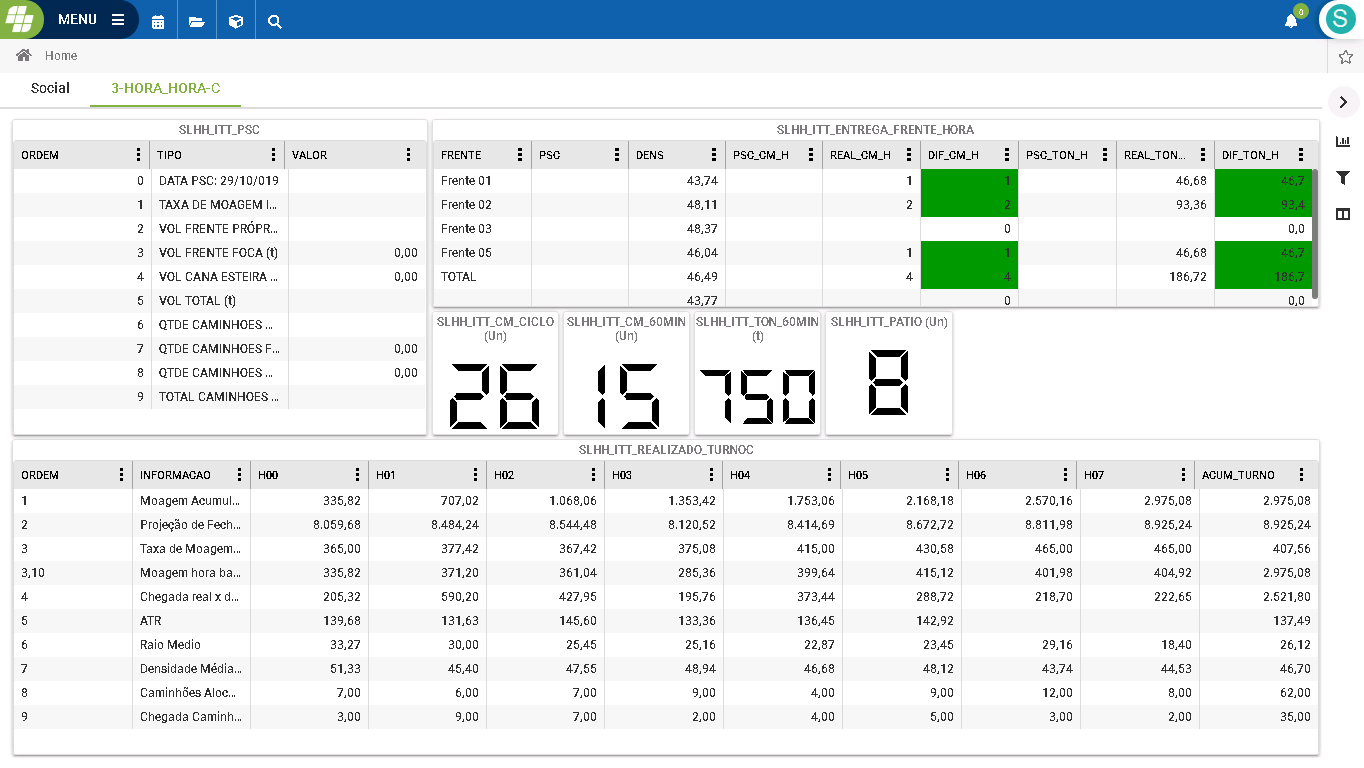 MENU
0
S
Home
Social 3-HORA_HORA-C
SLHH_ITT_PSC
ORDEM TIPO VALOR
0 DATA PSC: 29/10/019
1 TAXA DE MOAGEM I...
2 VOL FRENTE PRÓPR...
3 VOL FRENTE FOCA (t) 0,00
4 VOL CANA ESTEIRA ... 0,00
5 VOL TOTAL (t)
6 QTDE CAMINHOES ...
7 QTDE CAMINHOES F... 0,00
8 QTDE CAMINHOES ... 0,00
9 TOTAL CAMINHOES ...
SLHH_ITT_ENTREGA_FRENTE_HORA
FRENTE PSC DENS PSC_CM_H REAL_CM_H DIF_CM_H PSC_TON_H REAL_TON... DIF_TON_H
Frente 01 43,74 1 1 46,68 46,7
Frente 02 48,11 2 2 93,36 93,4
Frente 03 48,37 0 0,0
Frente 05 46,04 1 1 46,68 46,7
TOTAL 46,49 4 4 186,72 186,7
43,77 0 0,0
SLHH_ITT_CM_CICLO
(Un)
26
SLHH_ITT_CM_60MIN
(Un)
15
SLHH_ITT_TON_60MIN
(t)
750
SLHH_ITT_PATIO (Un)
8
SLHH_ITT_REALIZADO_TURNOC
ORDEM INFORMACAO H00 H01 H02 H03 H04 H05 H06 H07 ACUM_TURNO
1 Moagem Acumul... 335,82 707,02 1.068,06 1.353,42 1.753,06 2.168,18 2.570,16 2.975,08 2.975,08
2 Projeção de Fech... 8.059,68 8.484,24 8.544,48 8.120,52 8.414,69 8.672,72 8.811,98 8.925,24 8.925,24
3 Taxa de Moagem... 365,00 377,42 367,42 375,08 415,00 430,58 465,00 465,00 407,56
3,10 Moagem hora ba... 335,82 371,20 361,04 285,36 399,64 415,12 401,98 404,92 2.975,08
4 Chegada real x d... 205,32 590,20 427,95 195,76 373,44 288,72 218,70 222,65 2.521,80
5 ATR 139,68 131,63 145,60 133,36 136,45 142,92 137,49
6 Raio Medio 33,27 30,00 25,45 25,16 22,87 23,45 29,16 18,40 26,12
7 Densidade Média... 51,33 45,40 47,55 48,94 46,68 48,12 43,74 44,53 46,70
8 Caminhões Aloc... 7,00 6,00 7,00 9,00 4,00 9,00 12,00 8,00 62,00
9 Chegada Caminh... 3,00 9,00 7,00 2,00 4,00 5,00 3,00 2,00 35,00